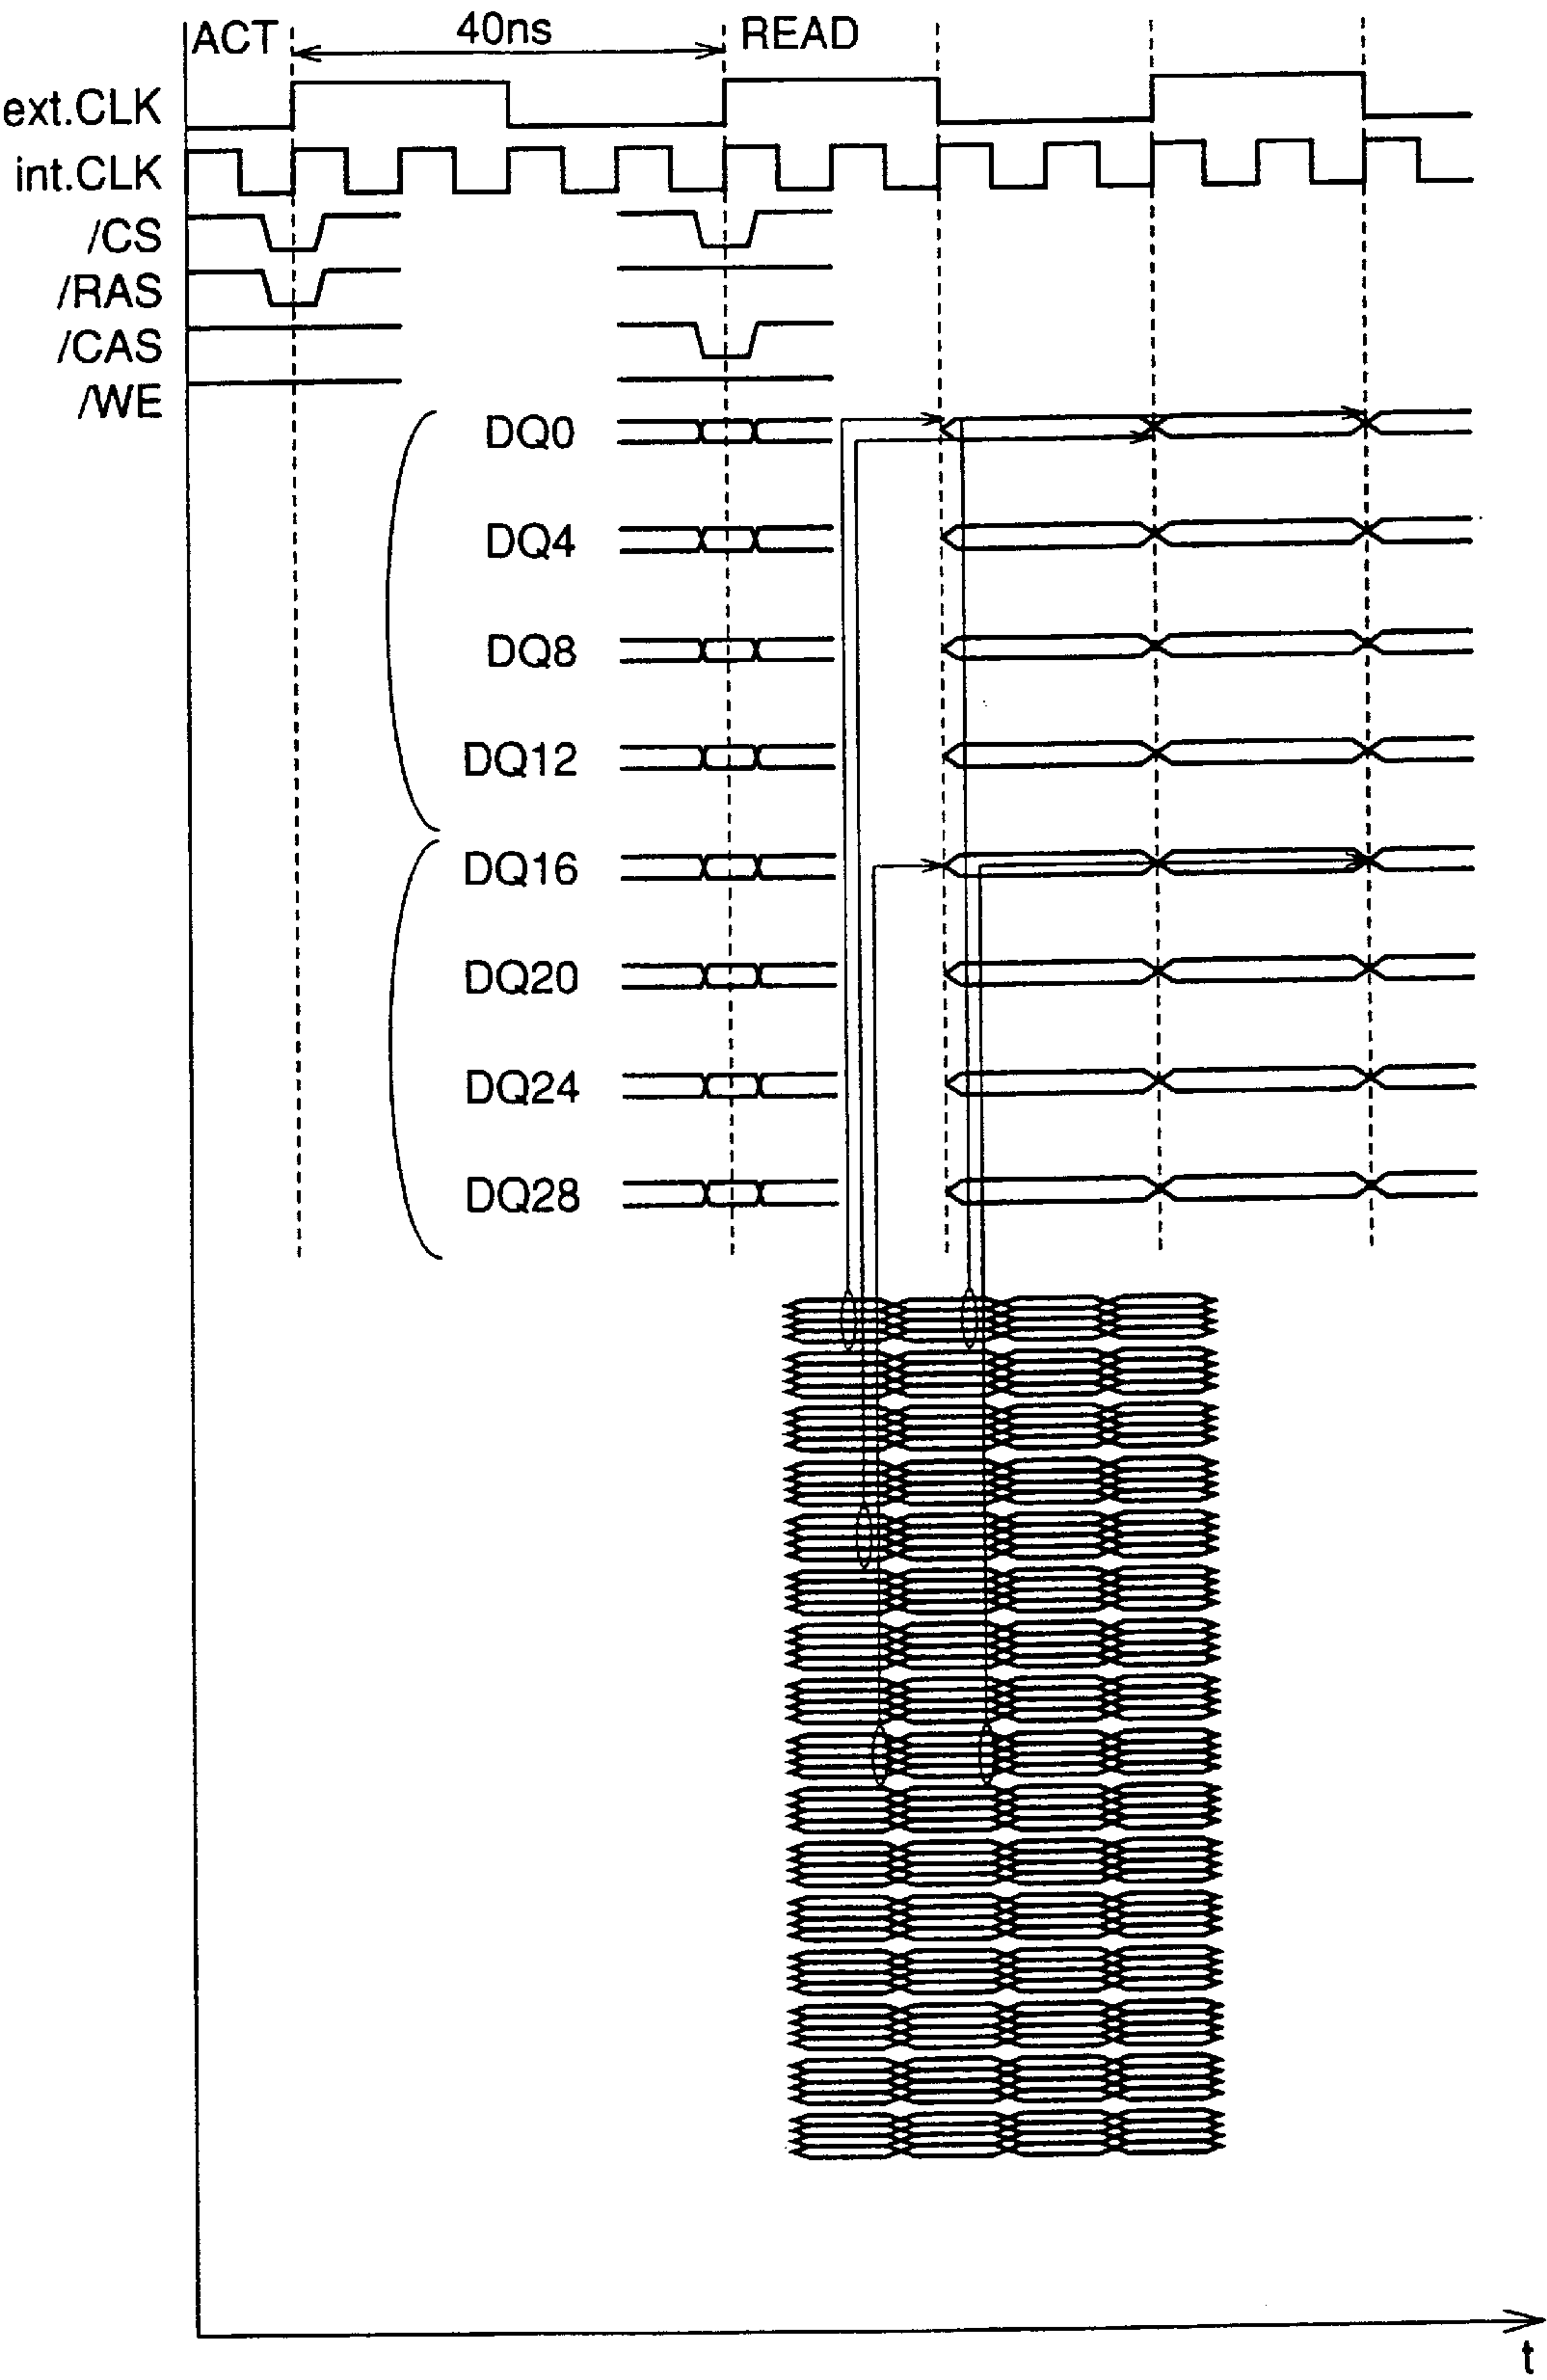 ACT 40ns READ
ext.CLK
int.CLK
/CS
/RAS
/CAS
/WE
DQ0
DQ4
DQ8
DQ12
DQ16
DQ20
DQ24
DQ28
t